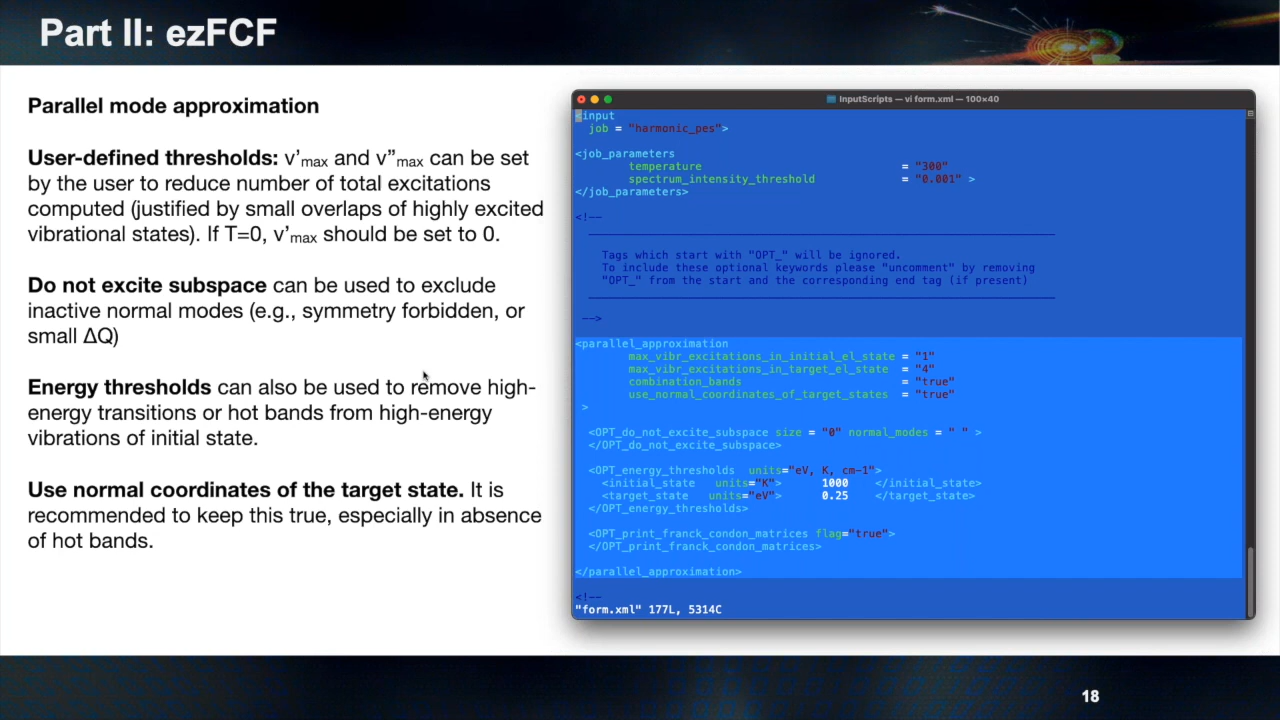 Part II: ezFCF
Parallel mode approximation
User-defined thresholds: v'max and v"max can be set
by the user to reduce number of total excitations
computed (justified by small overlaps of highly excited
vibrational states). If T=0, v'max should be set to 0.
Do not excite subspace can be used to exclude
inactive normal modes (e.g., symmetry forbidden, or
small ΔQ)
Energy thresholds can also be used to remove high-
energy transitions or hot bands from high-energy
vibrations of initial state.
Use normal coordinates of the target state. It is
recommended to keep this true, especially in absence
of hot bands.
InputScripts — vi form.xml — 100×40
<input
job = "harmonic_pes">
<job_parameters
temperature = "300"
spectrum_intensity_threshold = "0.001" >
</job_parameters>
<!--
Tags which start with "OPT_" will be ignored.
To include these optional keywords please "uncomment" by removing
"OPT_" from the start and the corresponding end tag (if present)
-->
<parallel_approximation
max_vibr_excitations_in_initial_el_state = "1"
max_vibr_excitations_in_target_el_state = "4"
combination_bands = "true"
use_normal_coordinates_of_target_states = "true"
>
<OPT_do_not_excite_subspace size = "0" normal_modes = " " >
</OPT_do_not_excite_subspace>
<OPT_energy_thresholds units="eV, K, cm-1">
<initial_state units="K"> 1000 </initial_state>
<target_state units="eV"> 0.25 </target_state>
</OPT_energy_thresholds>
<OPT_print_franck_condon_matrices flag="true">
</OPT_print_franck_condon_matrices>
</parallel_approximation>
<!--
"form.xml" 177L, 5314C
18